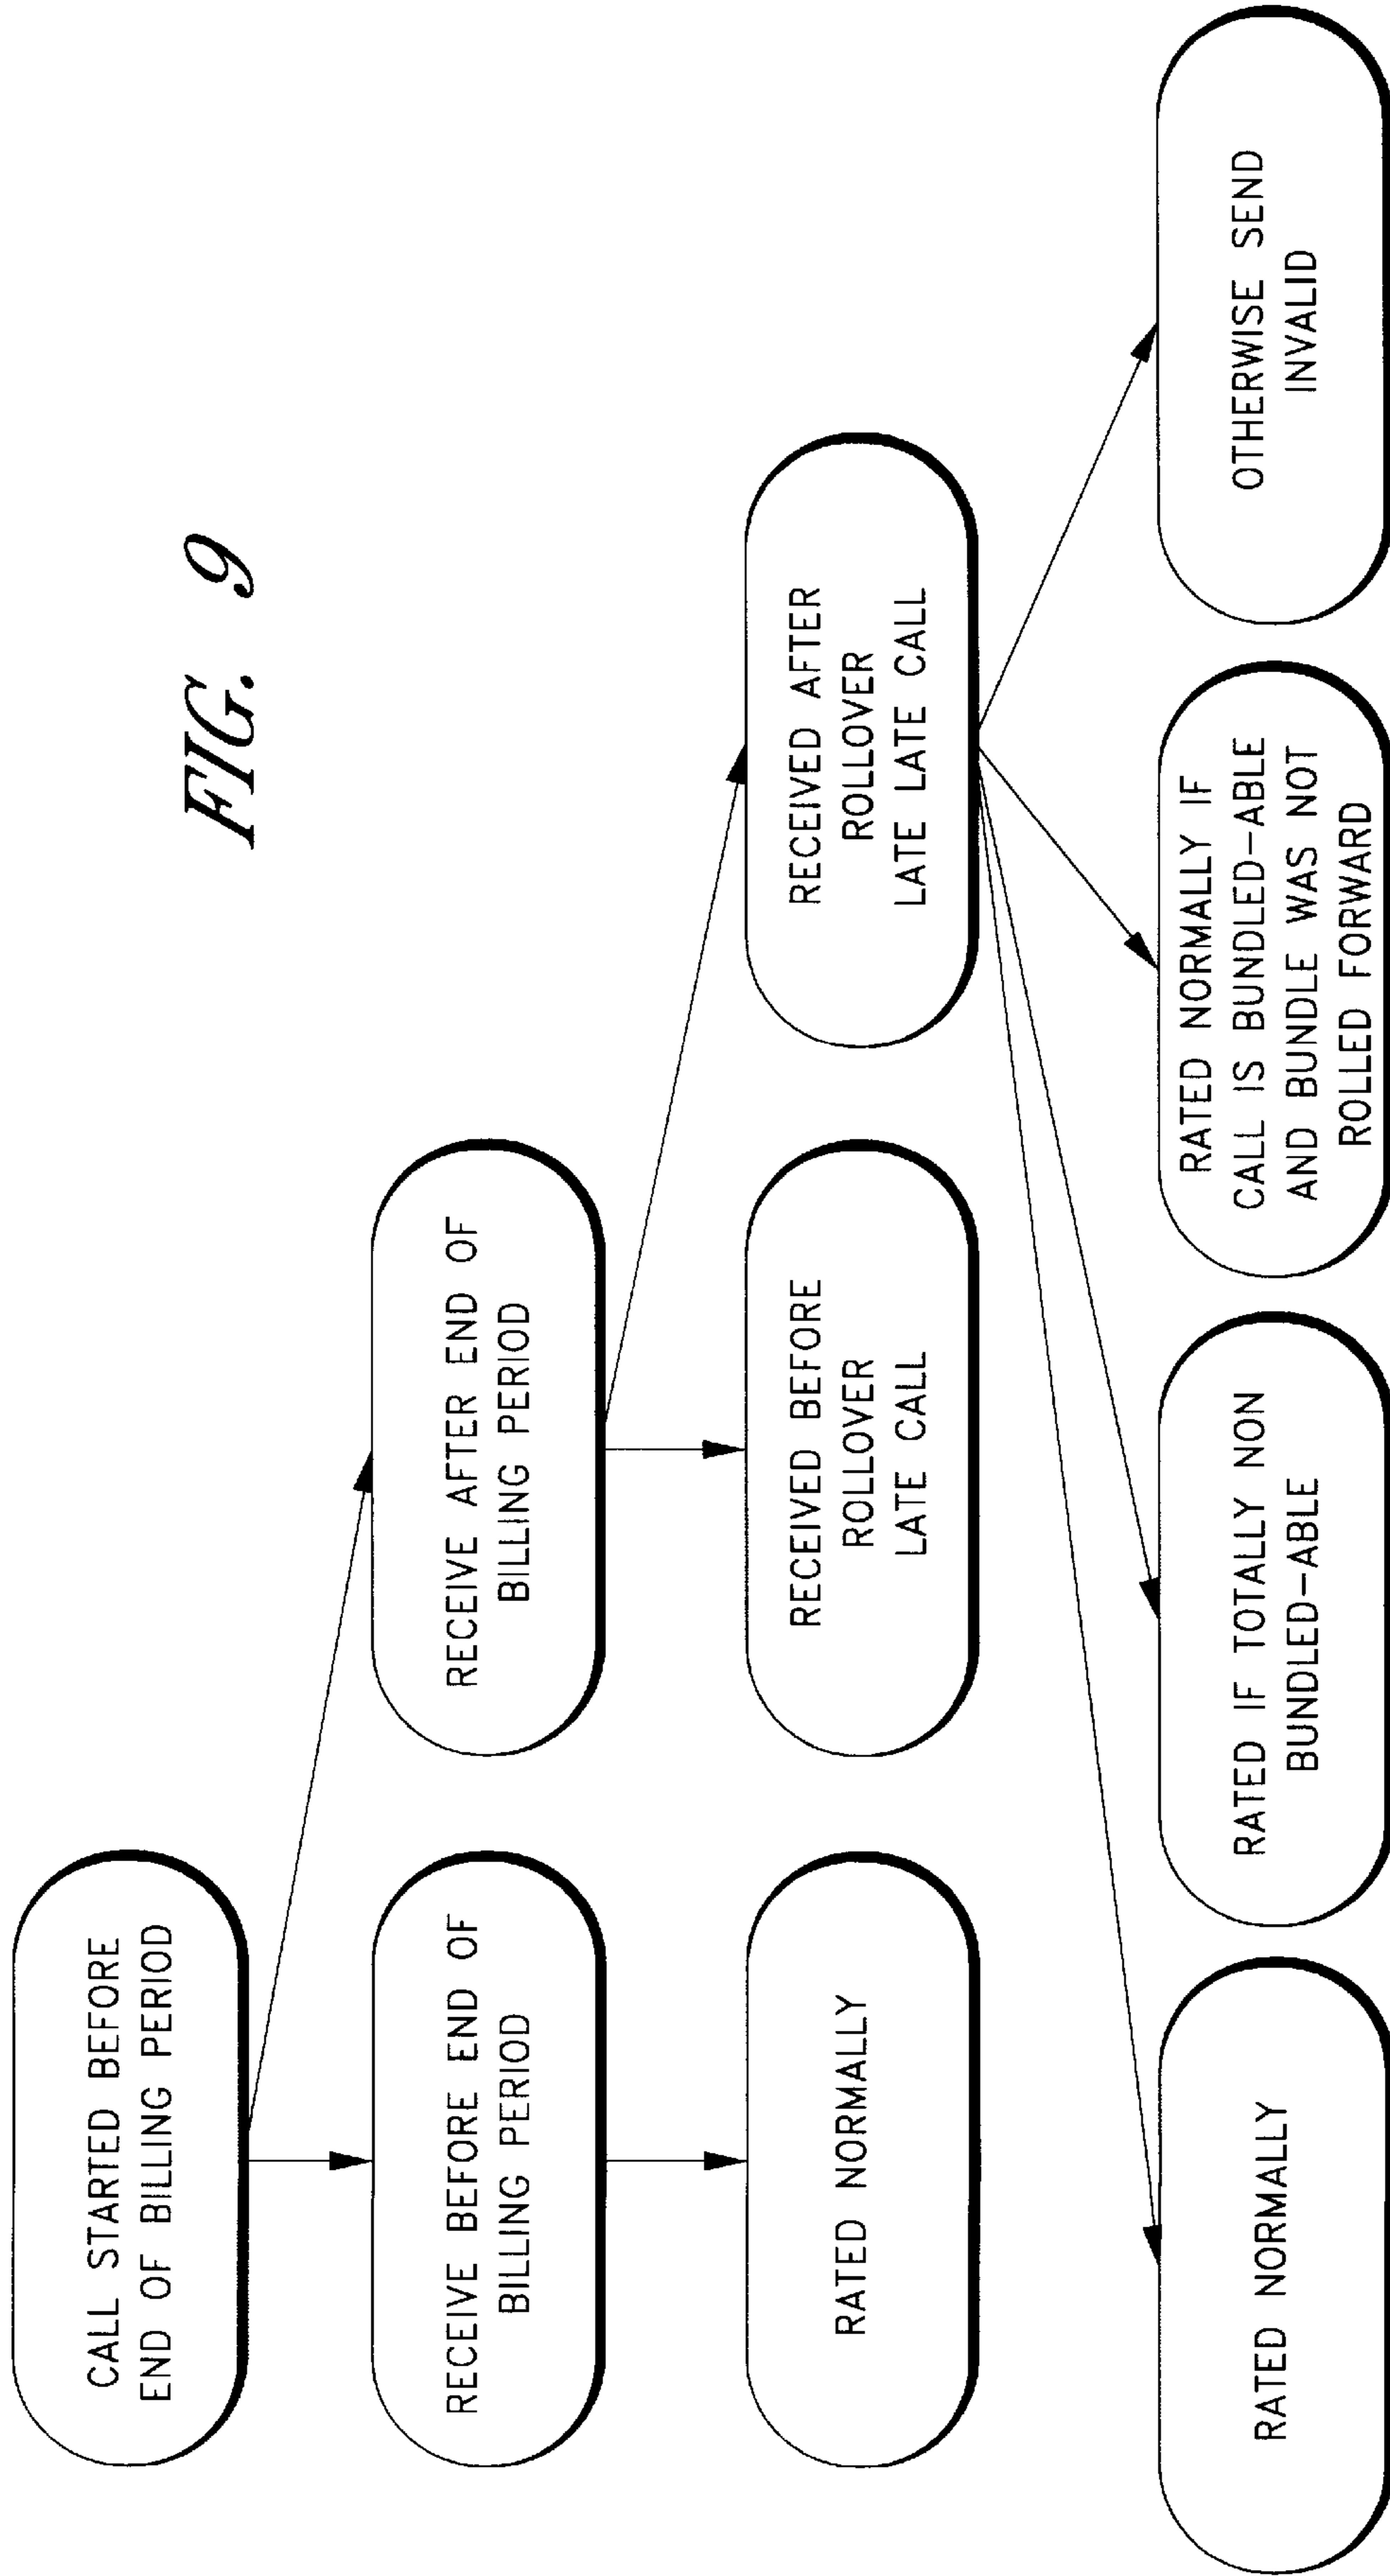 FIG. 9
CALL STARTED BEFORE
END OF BILLING PERIOD
RECEIVE BEFORE END OF
BILLING PERIOD
RECEIVE AFTER END OF
BILLING PERIOD
RATED NORMALLY
RECEIVED BEFORE
ROLLOVER
LATE CALL
RECEIVED AFTER
ROLLOVER
LATE LATE CALL
RATED NORMALLY
RATED IF TOTALLY NON
BUNDLED-ABLE
RATED NORMALLY IF
CALL IS BUNDLED-ABLE
AND BUNDLE WAS NOT
ROLLED FORWARD
OTHERWISE SEND
INVALID